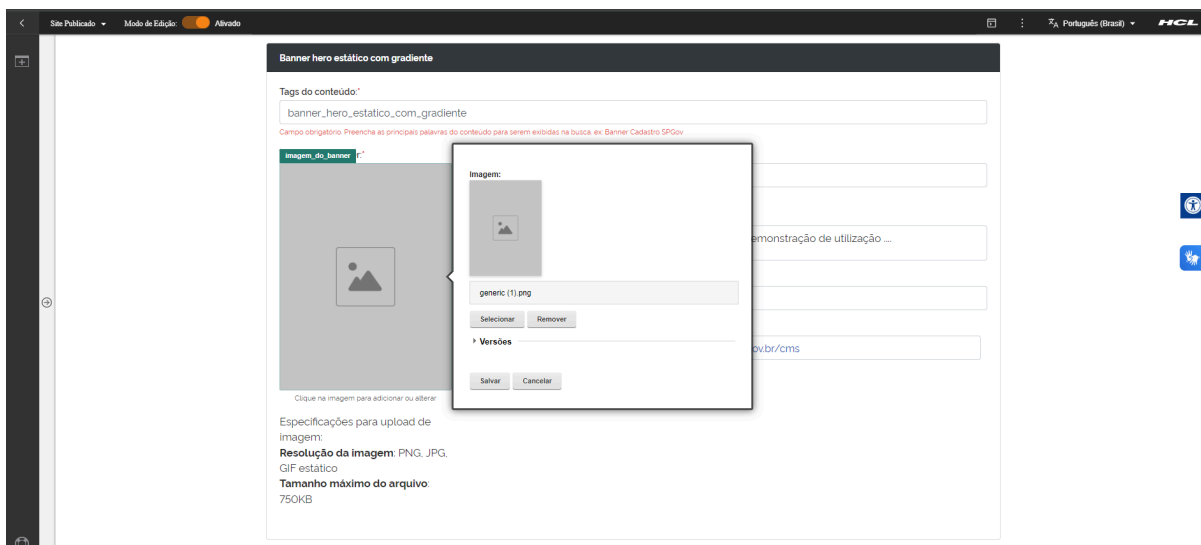 Site Publicado
Modo de Edição:
Ativado
Português (Brasil)
HCL
Banner hero estático com gradiente
Tags do conteúdo:*
banner_hero_estatico_com_gradiente
Campo obrigatório. Preencha as principais palavras do conteúdo para serem exibidas na busca. ex: Banner Cadastro SPGov
imagem_do_banner
r:*
Imagem:
generic (1).png
Selecionar
Remover
Versões
Salvar
Cancelar
emonstração de utilização ....
ov.br/cms
Clique na imagem para adicionar ou alterar
Especificações para upload de
imagem:
Resolução da imagem: PNG, JPG,
GIF estático
Tamanho máximo do arquivo:
750KB